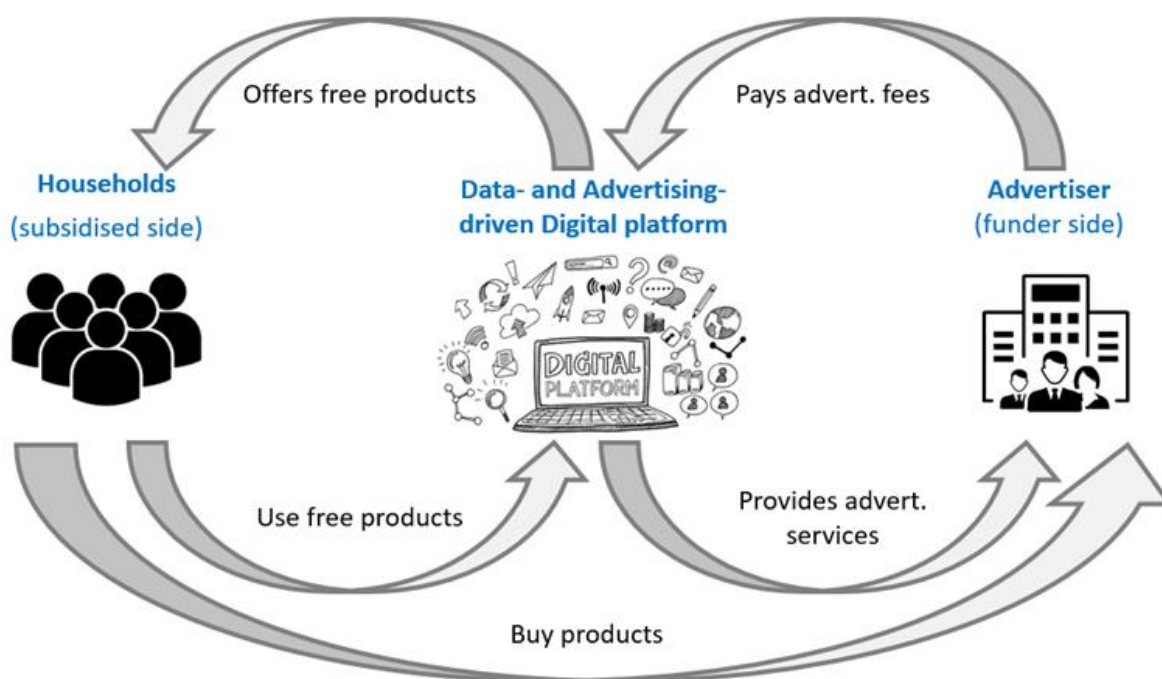 Offers free products
Pays advert. fees
Households
(subsidised side)
Data- and Advertising-
driven Digital platform
Advertiser
(funder side)
DIGITAL
PLATFORM
Use free products
Provides advert.
services
Buy products